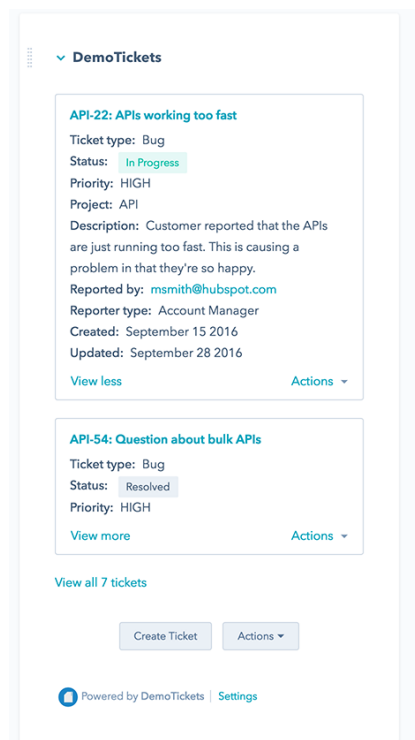 DemoTickets
API-22: APIs working too fast
Ticket type: Bug
Status: In Progress
Priority: HIGH
Project: API
Description: Customer reported that the APIs
are just running too fast. This is causing a
problem in that they're so happy.
Reported by: msmith@hubspot.com
Reporter type: Account Manager
Created: September 15 2016
Updated: September 28 2016
View less Actions
API-54: Question about bulk APIs
Ticket type: Bug
Status: Resolved
Priority: HIGH
View more Actions
View all 7 tickets
Create Ticket Actions
Powered by DemoTickets | Settings